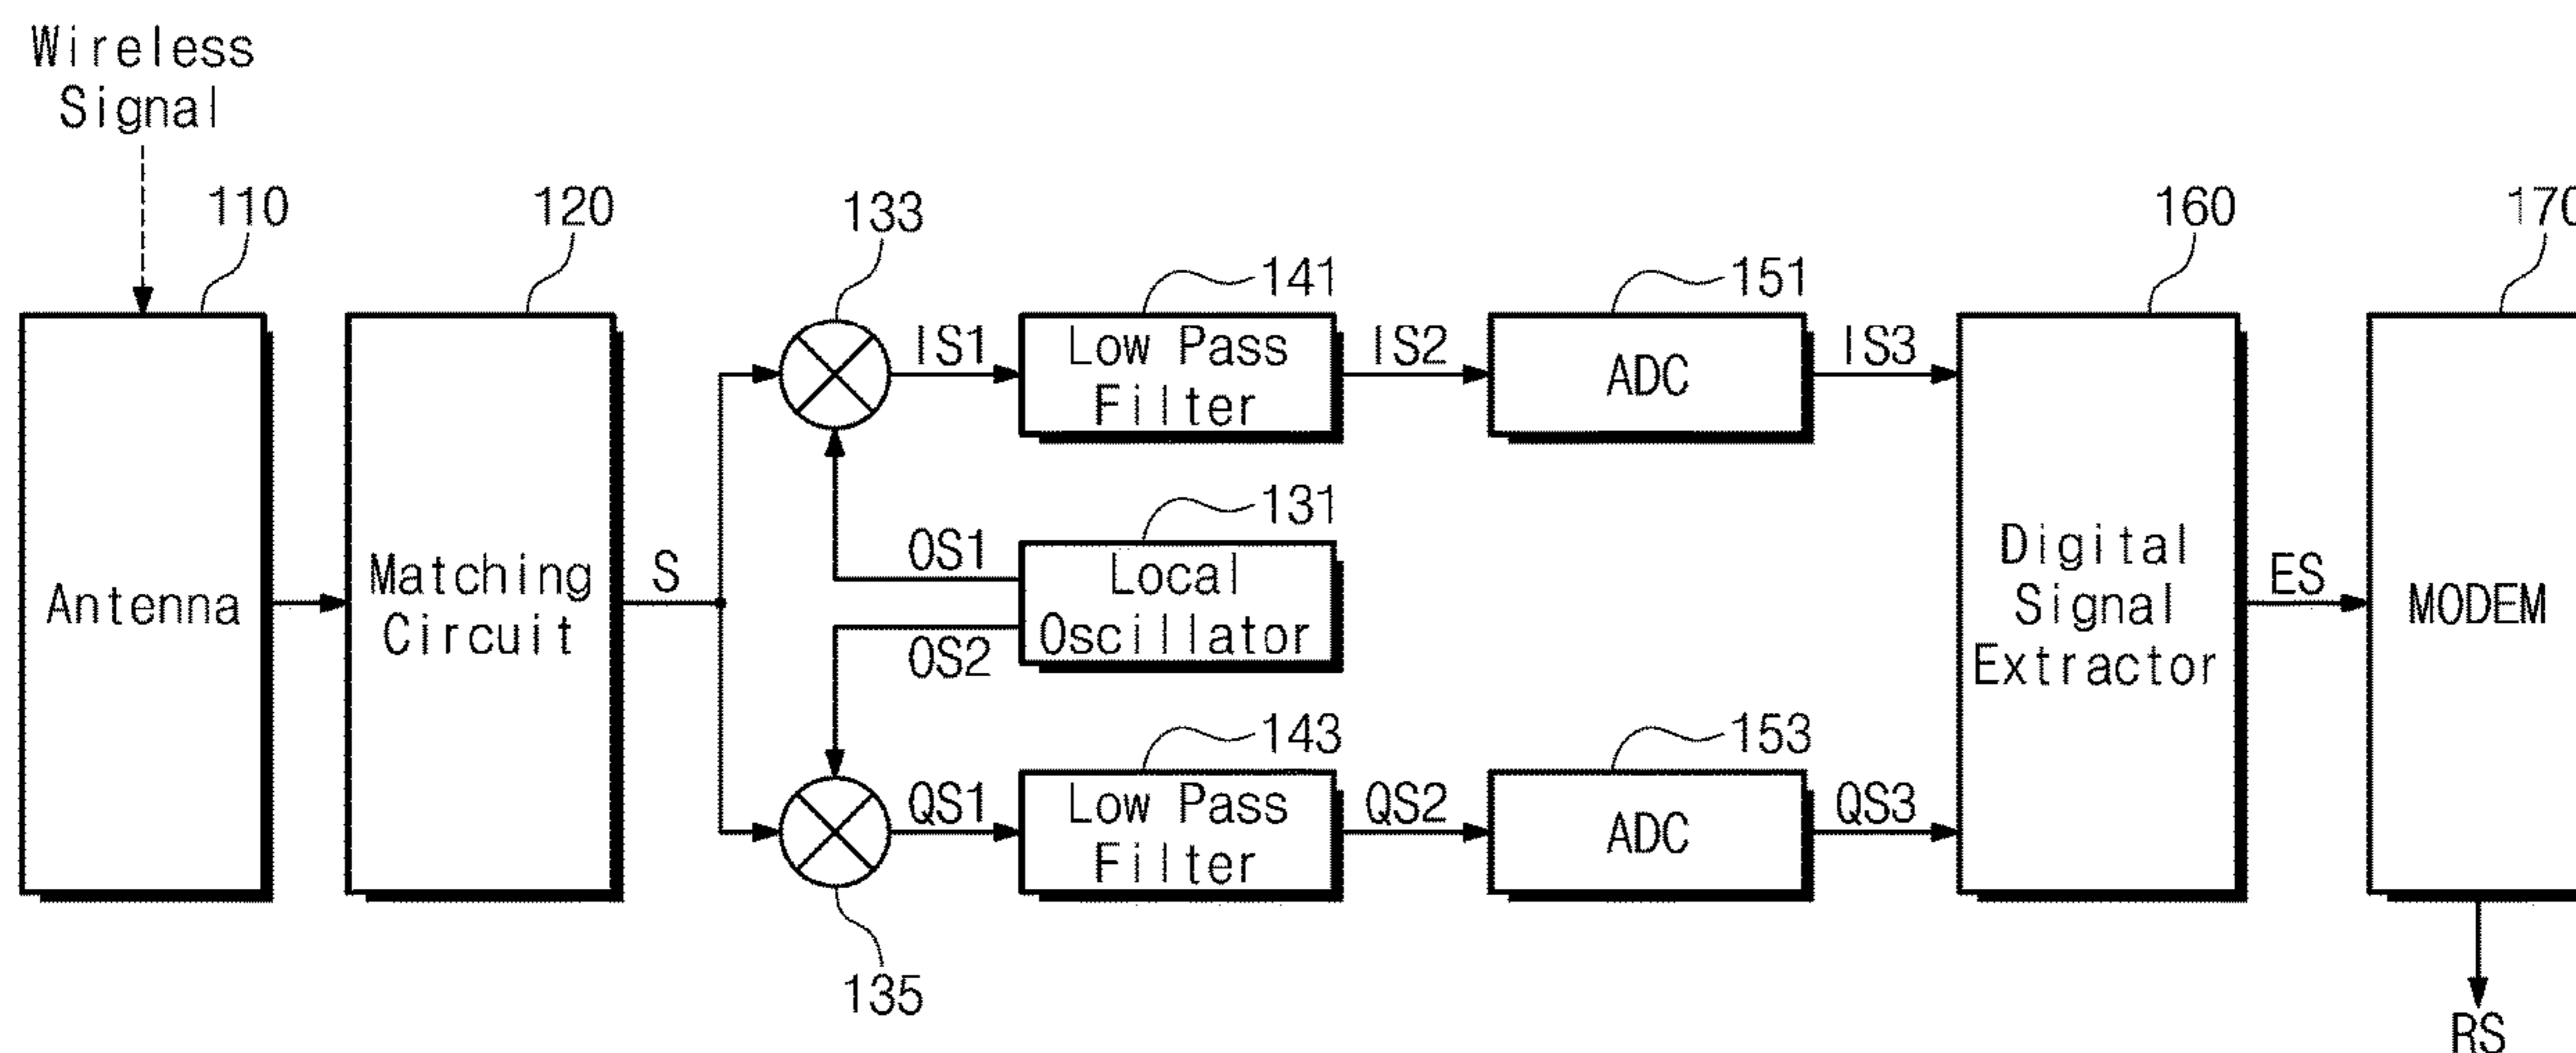 Wireless
Signal
110
120
133
141
151
160
170
IS1
Low Pass
Filter
IS2
ADC
IS3
131
Antenna
Matching
Circuit
S
OS1
OS2
Local
Oscillator
Digital
Signal
Extractor
ES
MODEM
143
153
QS1
Low Pass
Filter
QS2
ADC
QS3
135
RS